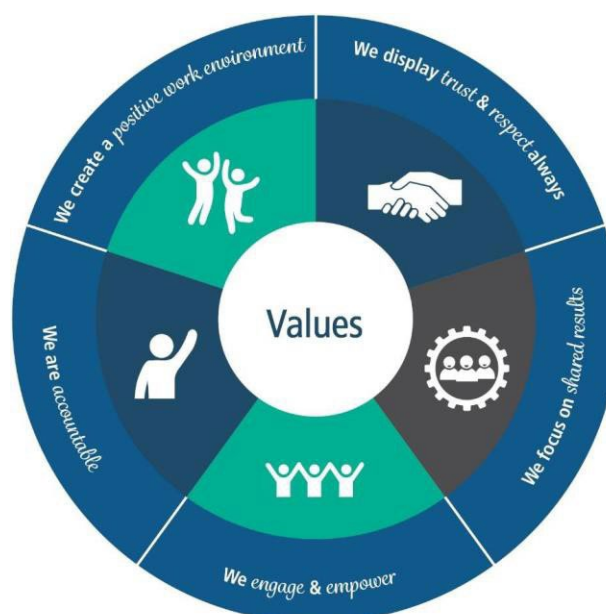 We create a positive work environment
We display trust & respect always
Values
We are accountable
We focus on shared results
We engage & empower